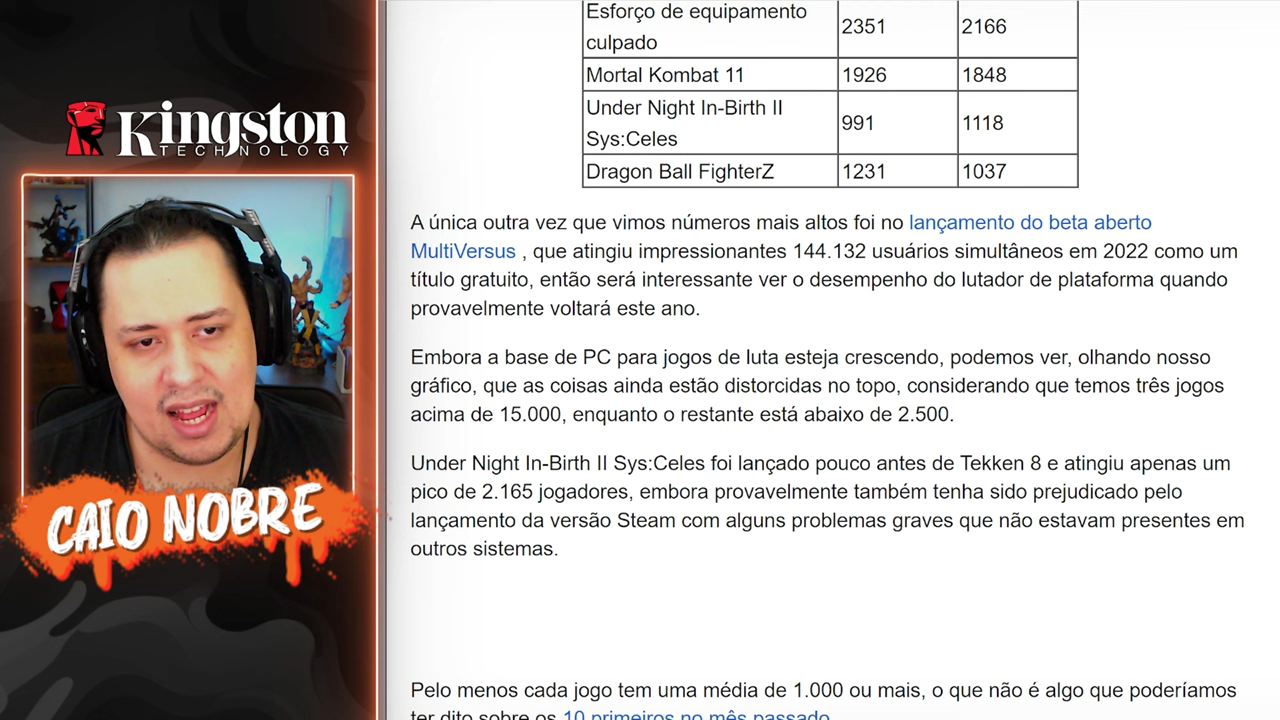 Kingston
TECHNOLOGY
CAIO NOBRE
Esforço de equipamento
culpado
2351
2166
Mortal Kombat 11
1926
1848
Under Night In-Birth II
Sys:Celes
991
1118
Dragon Ball FighterZ
1231
1037
A única outra vez que vimos números mais altos foi no lançamento do beta aberto
MultiVersus , que atingiu impressionantes 144.132 usuários simultâneos em 2022 como um
título gratuito, então será interessante ver o desempenho do lutador de plataforma quando
provavelmente voltará este ano.
Embora a base de PC para jogos de luta esteja crescendo, podemos ver, olhando nosso
gráfico, que as coisas ainda estão distorcidas no topo, considerando que temos três jogos
acima de 15.000, enquanto o restante está abaixo de 2.500.
Under Night In-Birth II Sys:Celes foi lançado pouco antes de Tekken 8 e atingiu apenas um
pico de 2.165 jogadores, embora provavelmente também tenha sido prejudicado pelo
lançamento da versão Steam com alguns problemas graves que não estavam presentes em
outros sistemas.
Pelo menos cada jogo tem uma média de 1.000 ou mais, o que não é algo que poderíamos
ter dito sobre os 10 primeiros no mês passado.